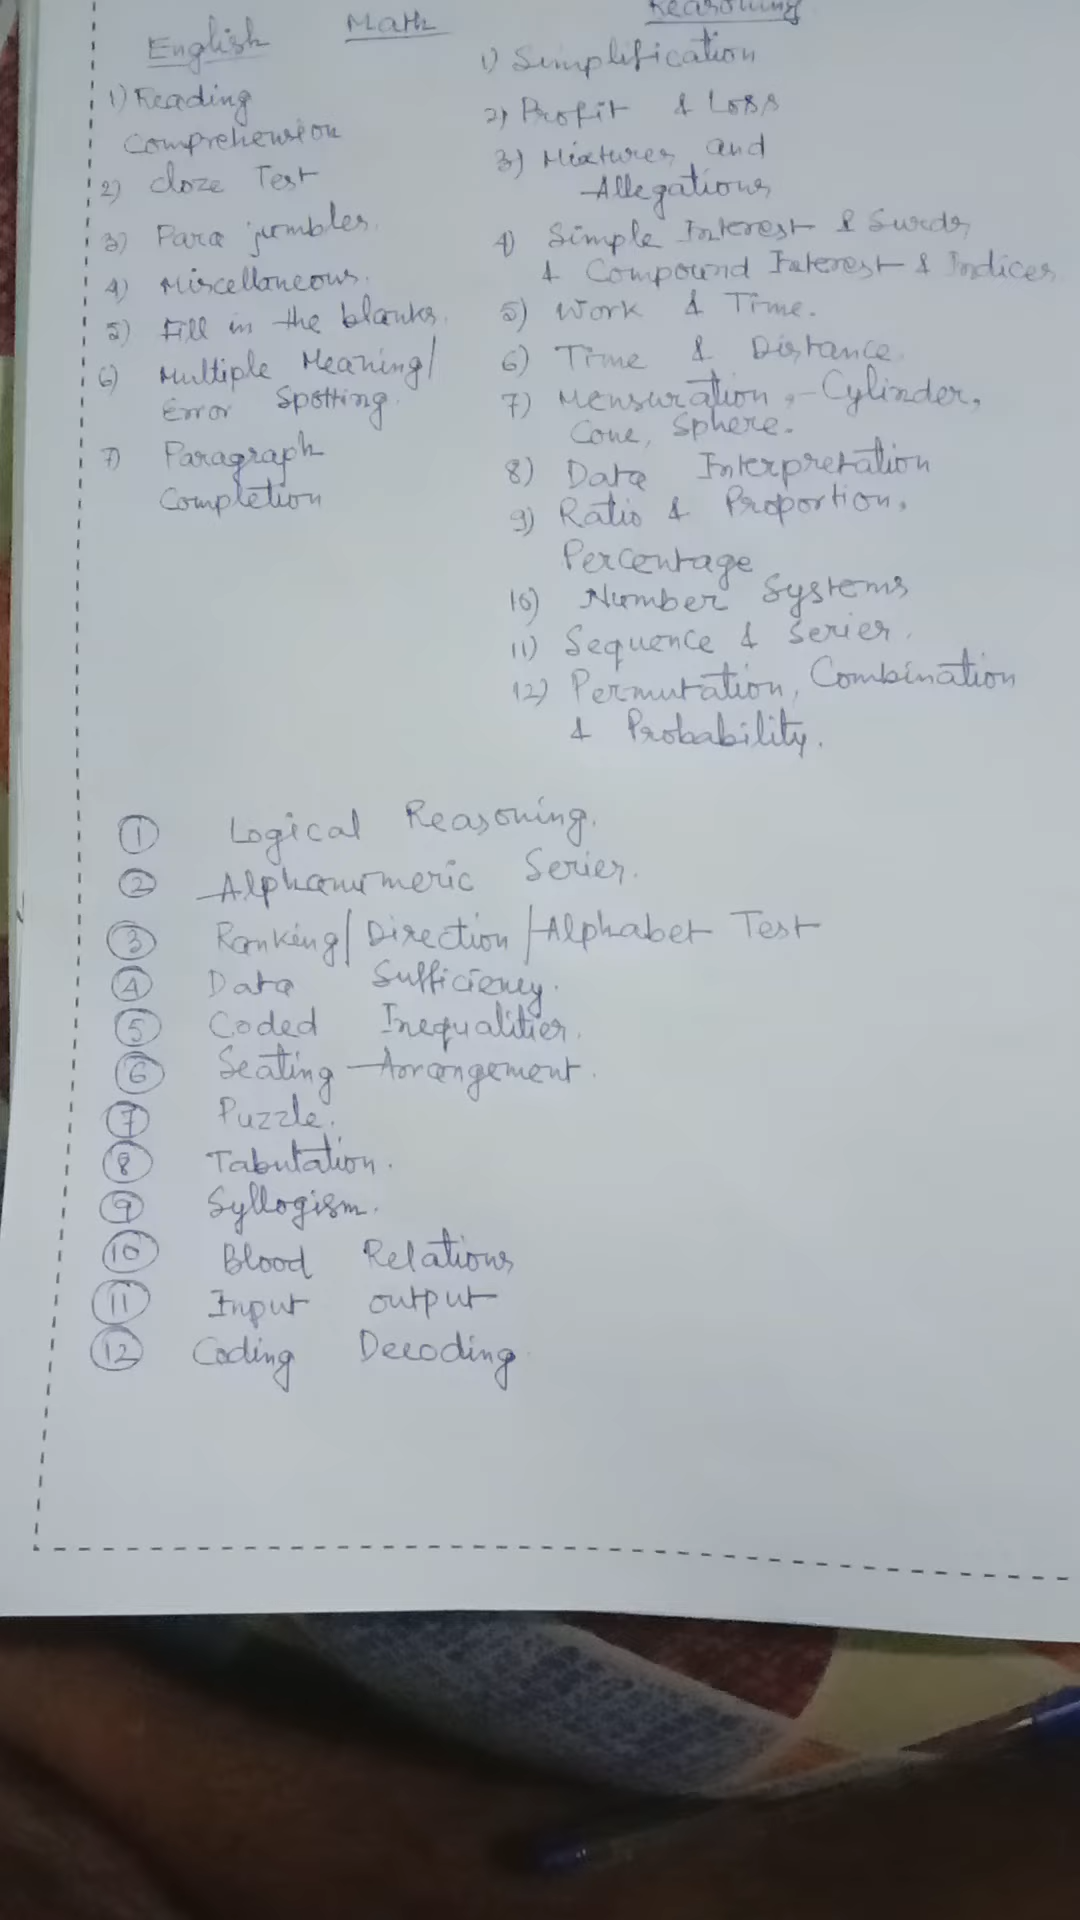 English Math Reasoning
1) Reading
Comprehension
2) Cloze Test
3) Para jumbles.
4) Miscellaneous.
5) Fill in the blanks.
6) Multiple Meaning/
Error Spotting.
7) Paragraph
Completion
1) Simplification
2) Profit & Loss
3) Mixtures and
Allegations
4) Simple Interest & Surds
& Compound Interest & Indices
5) Work & Time.
6) Time & Distance.
7) Mensuration, - Cylinder,
Cone, Sphere.
8) Data Interpretation
9) Ratio & Proportion,
Percentage
10) Number Systems
11) Sequence & Series.
12) Permutation, Combination
& Probability.
1 Logical Reasoning.
2 Alphanumeric Series.
3 Ranking/Direction/Alphabet Test
4 Data Sufficiency.
5 Coded Inequalities.
6 Seating Arrangement.
7 Puzzle.
8 Tabutation.
9 Syllogism.
10 Blood Relations
11 Input output
12 Coding Decoding.